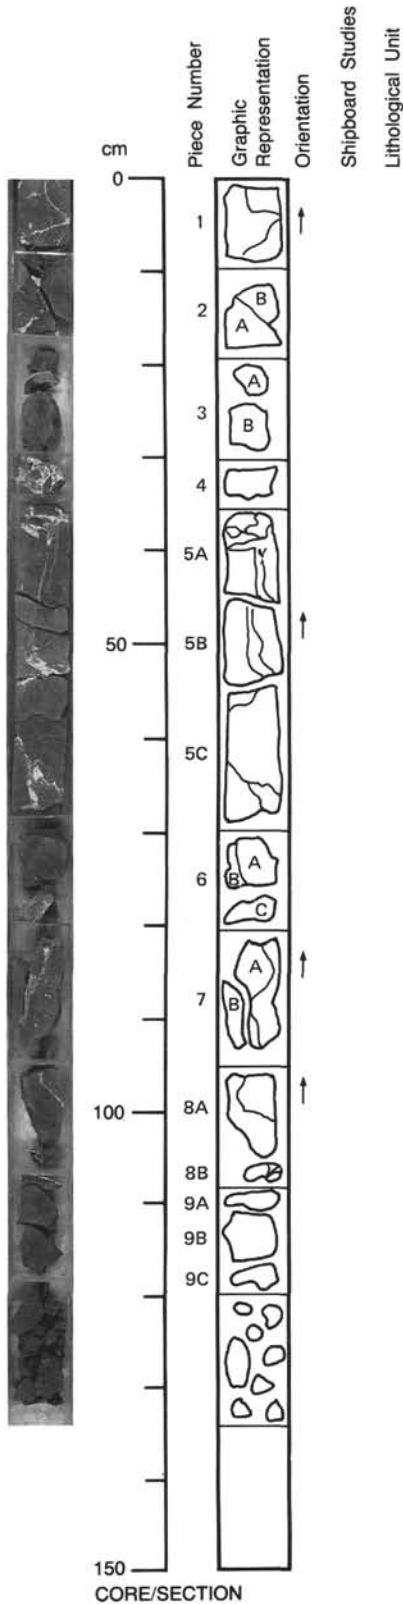 cm
Piece Number
Graphic
Representation
Orientation
Shipboard Studies
Lithological Unit
0
1
B
2
A
A
3
B
4
5A
v
5B
50
5C
A
6
B
C
A
7
B
100
8A
8B
9A
9B
9C
150
CORE/SECTION